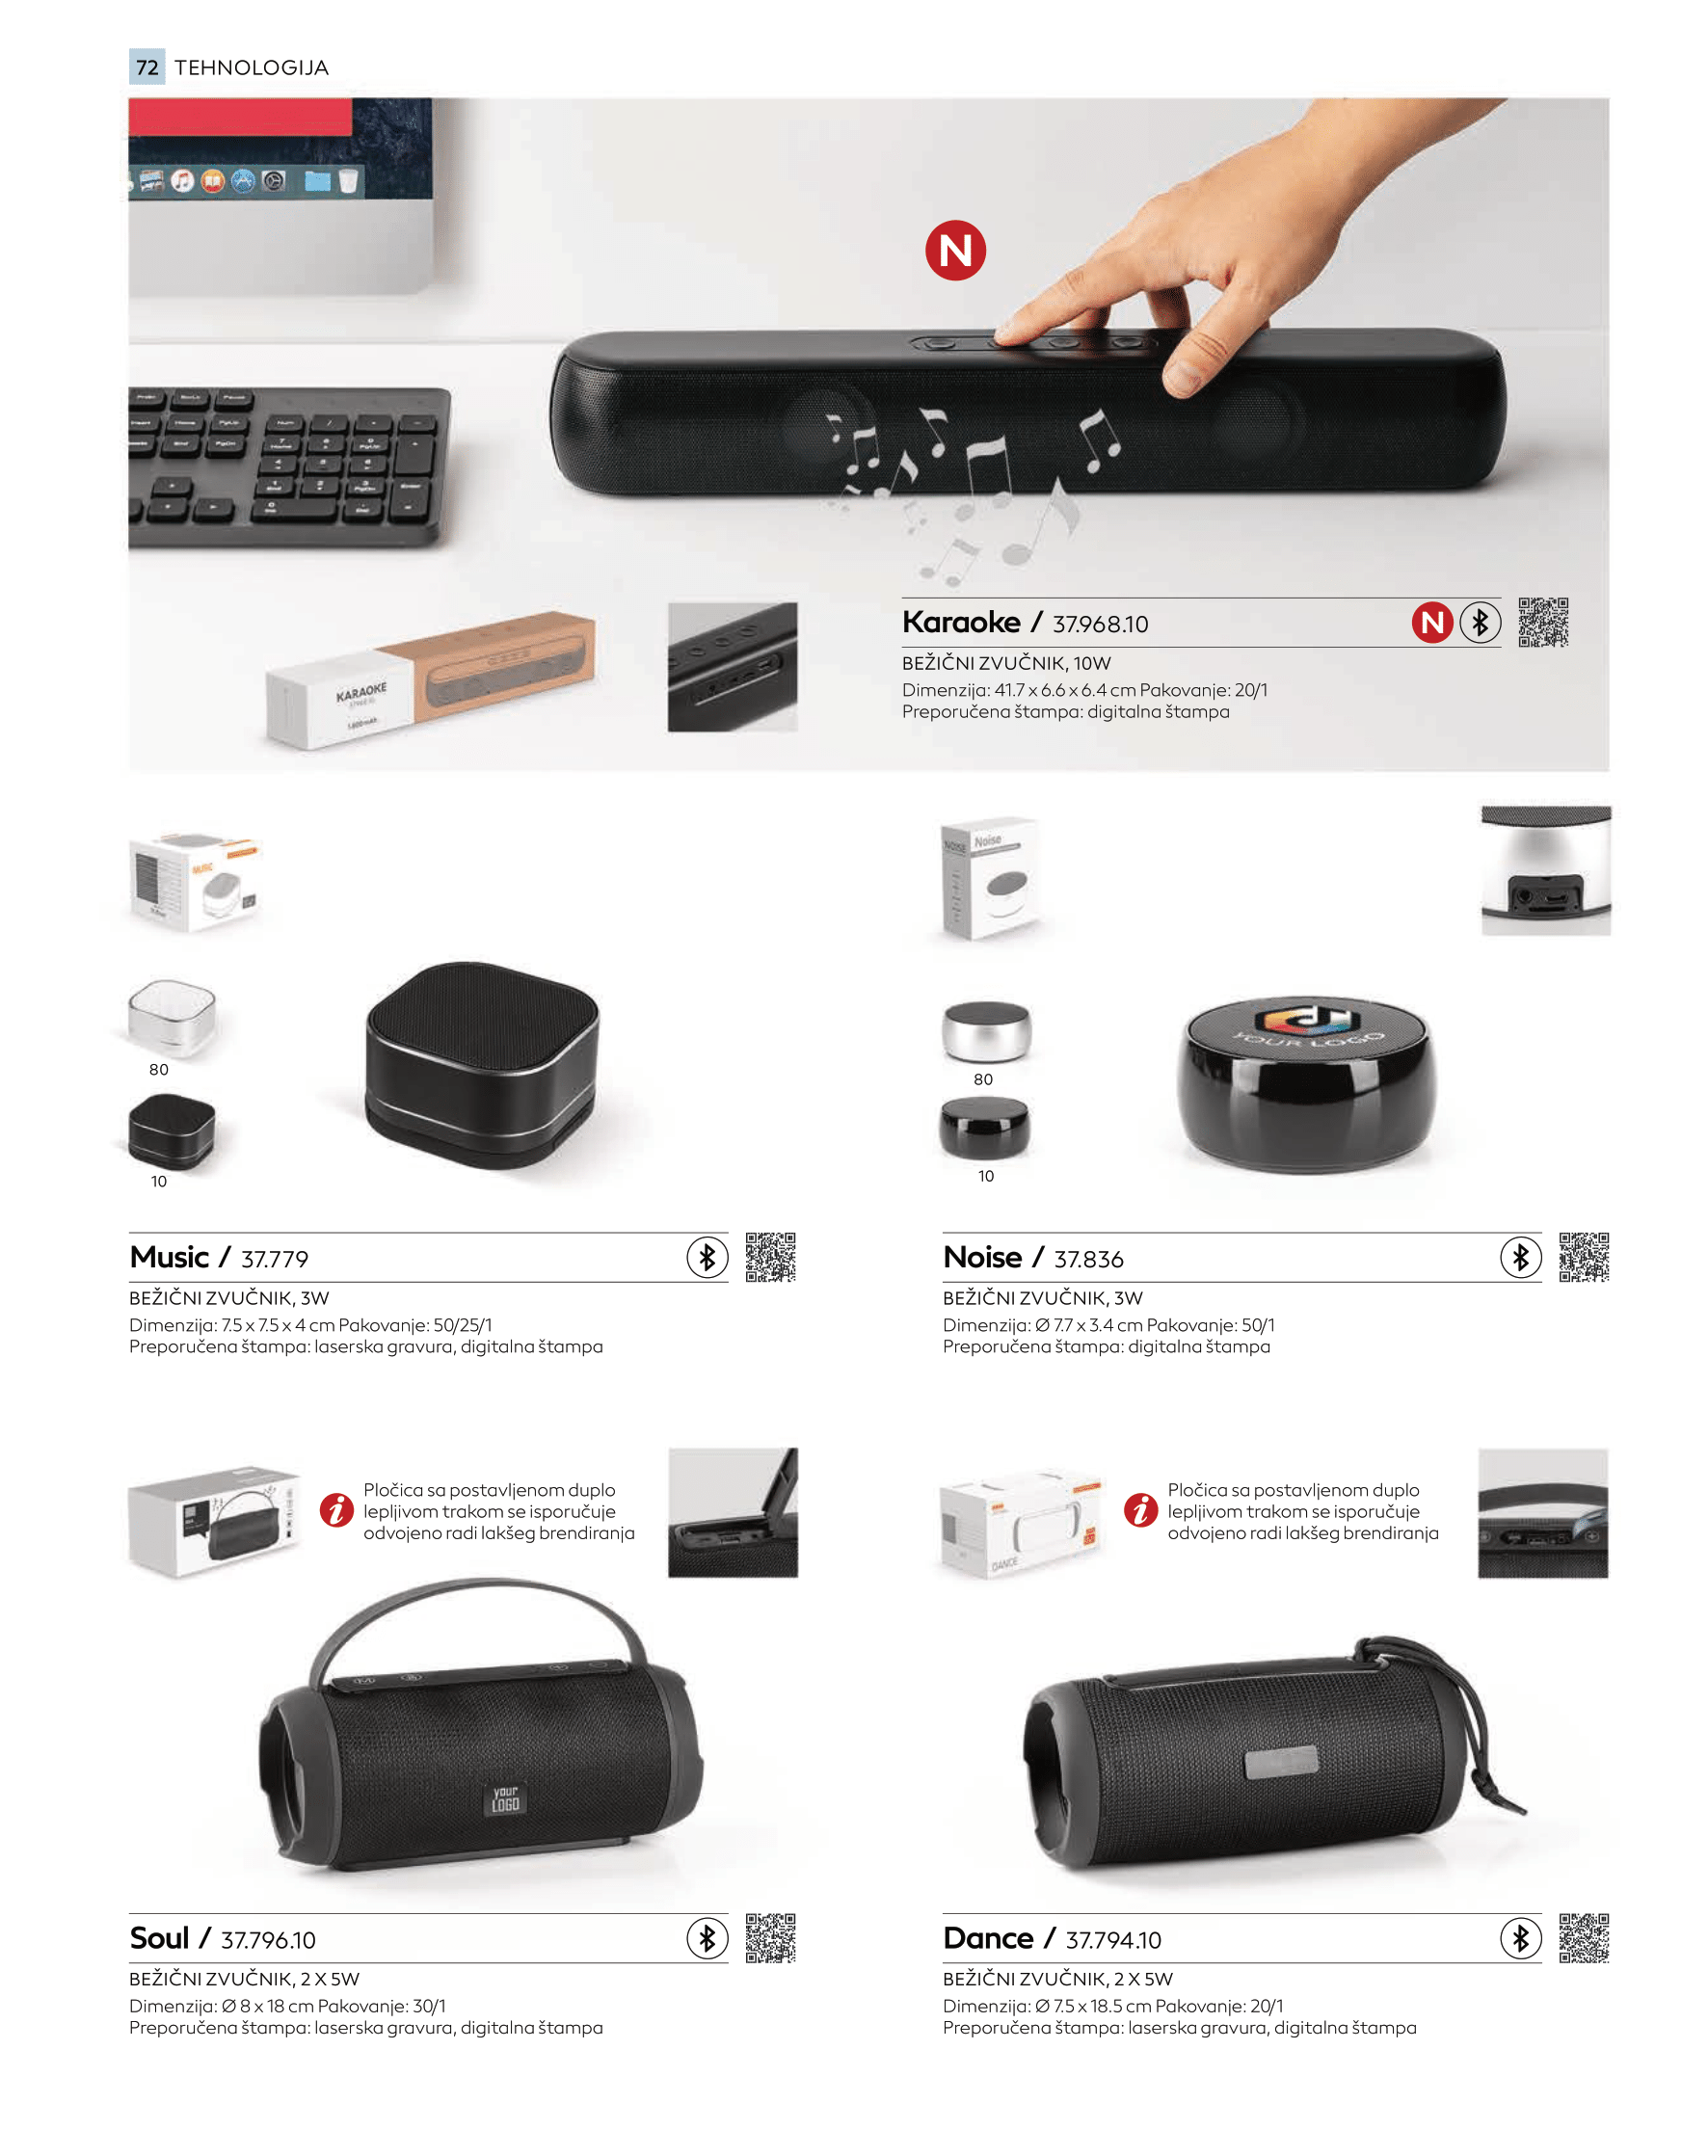 72 TEHNOLOGIJA
N
KARAOKE
Karaoke / 37.968.10
N
BEŽIČNI ZVUČNIK, 10W
Dimenzija: 41.7 x 6.6 x 6.4 cm Pakovanje: 20/1
Preporučena štampa: digitalna štampa
MUSIC
80
10
Music / 37.779
BEŽIČNI ZVUČNIK, 3W
Dimenzija: 7.5 x 7.5 x 4 cm Pakovanje: 50/25/1
Preporučena štampa: laserska gravura, digitalna štampa
NOISE
Noise
YOUR LOGO
80
10
Noise / 37.836
BEŽIČNI ZVUČNIK, 3W
Dimenzija: Ø 7.7 x 3.4 cm Pakovanje: 50/1
Preporučena štampa: digitalna štampa
Pločica sa postavljenom duplo
lepljivom trakom se isporučuje
odvojeno radi lakšeg brendiranja
your
LOGO
Soul / 37.796.10
BEŽIČNI ZVUČNIK, 2 X 5W
Dimenzija: Ø 8 x 18 cm Pakovanje: 30/1
Preporučena štampa: laserska gravura, digitalna štampa
DANCE
Pločica sa postavljenom duplo
lepljivom trakom se isporučuje
odvojeno radi lakšeg brendiranja
Dance / 37.794.10
BEŽIČNI ZVUČNIK, 2 X 5W
Dimenzija: Ø 7.5 x 18.5 cm Pakovanje: 20/1
Preporučena štampa: laserska gravura, digitalna štampa